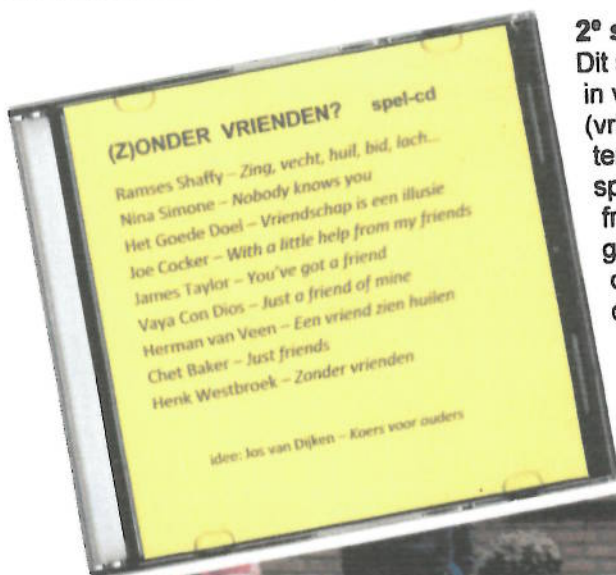 (Z)ONDER VRIENDEN? spel-cd
Ramses Shaffy – Zing, vecht, huil, bid, lach...
Nina Simone – Nobody knows you
Het Goede Doel – Vriendschap is een illusie
Joe Cocker – With a little help from my friends
James Taylor – You've got a friend
Vaya Con Dios – Just a friend of mine
Herman van Veen – Een vriend zien huilen
Chet Baker – Just friends
Henk Westbroek – Zonder vrienden
idee: Jos van Dijken – Koers voor ouders
2e s
Dit
in v
(vr
te
sp
fr
g